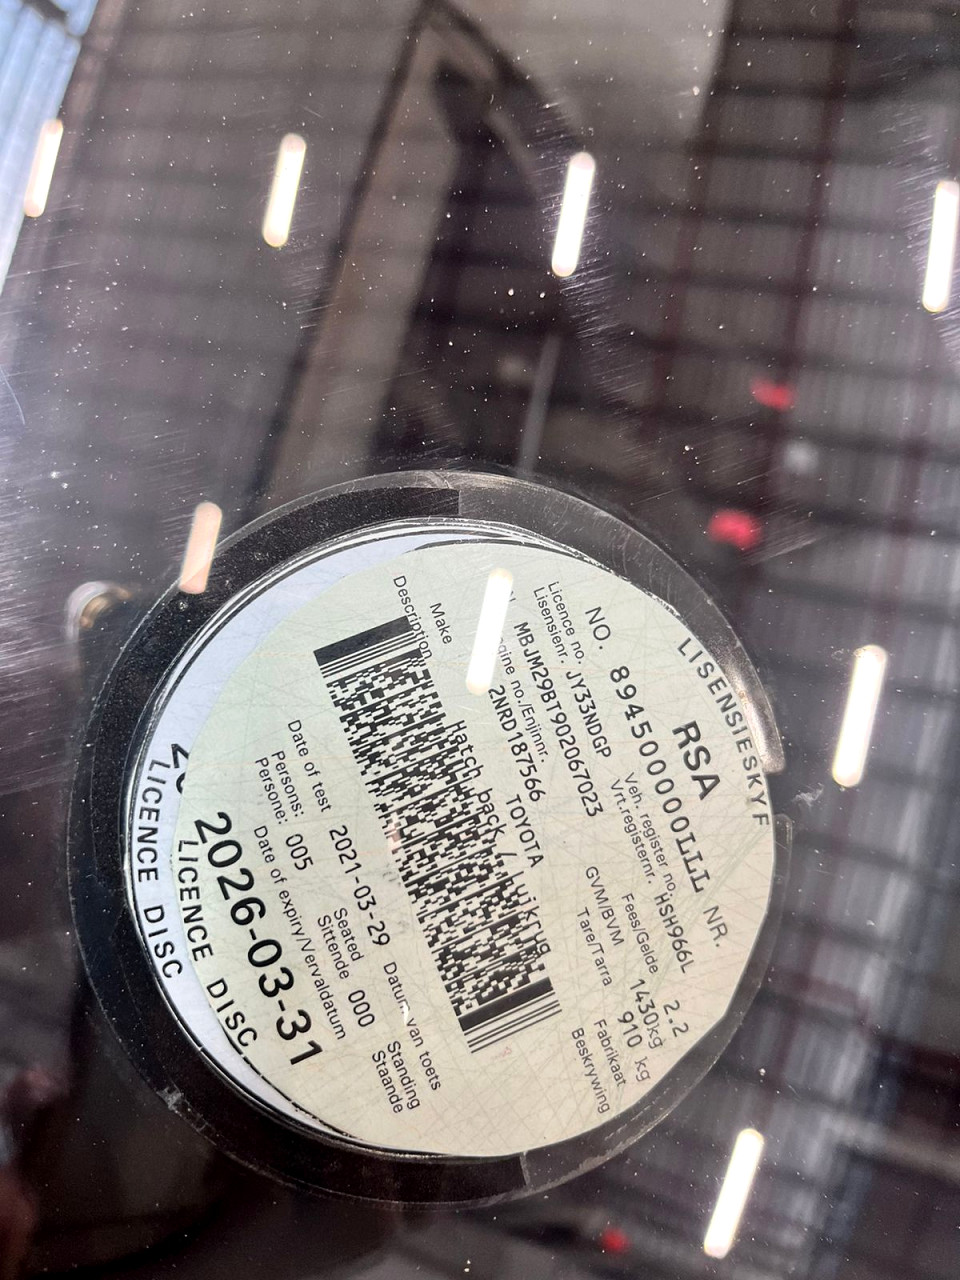 LISENSIESKYF
RSA
NO. 89450000OLLL NR.
Licence no.
Lisensienr. JY33NDGP
Veh. register no.
Vrt.registernr. HSH966L
MBJM29BT902067023
Fees/Gelde 2.2
GVM/BVM 1430kg
Engine no./Enjinnr.
2NRD187566
Tare/Tarra 910 kg
Make TOYOTA Fabrikaat
Description Hatch back / Beskrywing
Date of test 2021-03-29 Datum van toets
Persons:
Persone: 005
Seated
Sittende 000
Standing
Staande
Date of expiry/Vervaldatum
2026-03-31
LICENCE DISC
LICENCE DISC